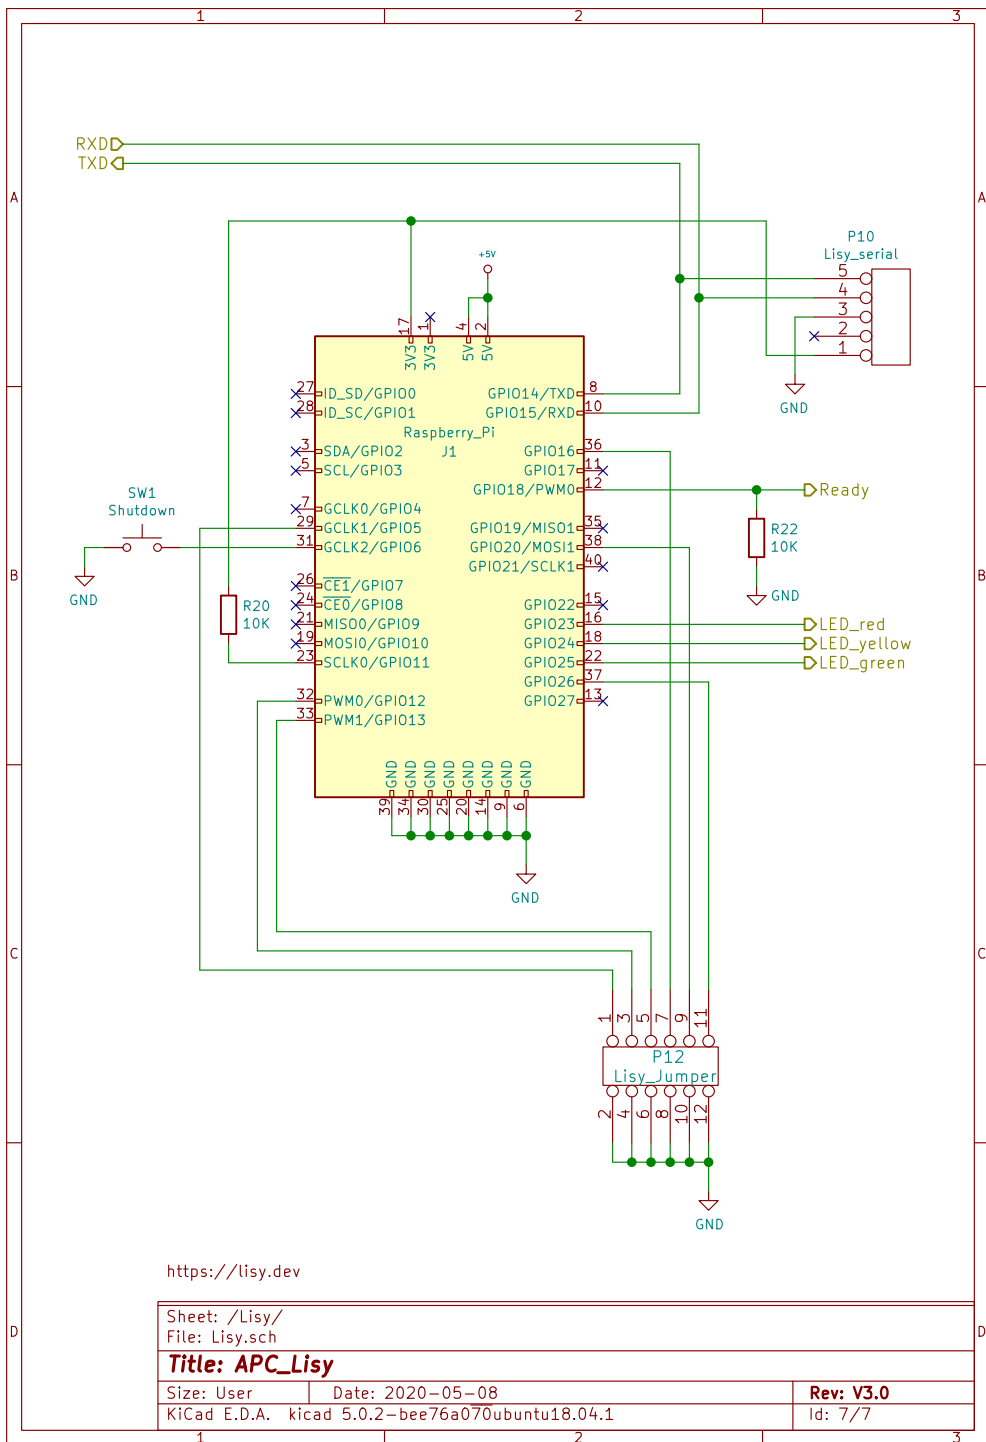 1 2 3
RXD
TXD
A A
P10
Lisy_serial
+5V
5
4
3
2
1
GND
17 1 4 2
3V3 3V3 5V 5V
27 ID_SD/GPIO0 GPIO14/TXD 8
28 ID_SC/GPIO1 GPIO15/RXD 10
Raspberry_Pi
J1
3 SDA/GPIO2 GPIO16 36
5 SCL/GPIO3 GPIO17 11
GPIO18/PWM0 12
Ready
SW1
Shutdown
7 GCLK0/GPIO4
29 GCLK1/GPIO5 GPIO19/MISO1 35
31 GCLK2/GPIO6 GPIO20/MOSI1 38
GPIO21/SCLK1 40
R22
10K
GND
B B
GND
26 CE1/GPIO7
24 CE0/GPIO8 GPIO22 15
21 MISO0/GPIO9 GPIO23 16
19 MOSI0/GPIO10 GPIO24 18
23 SCLK0/GPIO11 GPIO25 22
GPIO26 37
32 PWM0/GPIO12 GPIO27 13
33 PWM1/GPIO13
R20
10K
LED_red
LED_yellow
LED_green
GND GND GND GND GND GND GND GND
39 34 30 25 20 14 9 6
GND
C C
1 3 5 7 9 11
P12
Lisy_Jumper
2 4 6 8 10 12
GND
https://lisy.dev
D D
Sheet: /Lisy/
File: Lisy.sch
Title: APC_Lisy
Size: User Date: 2020-05-08 Rev: V3.0
KiCad E.D.A. kicad 5.0.2-bee76a070ubuntu18.04.1 Id: 7/7
1 2 3